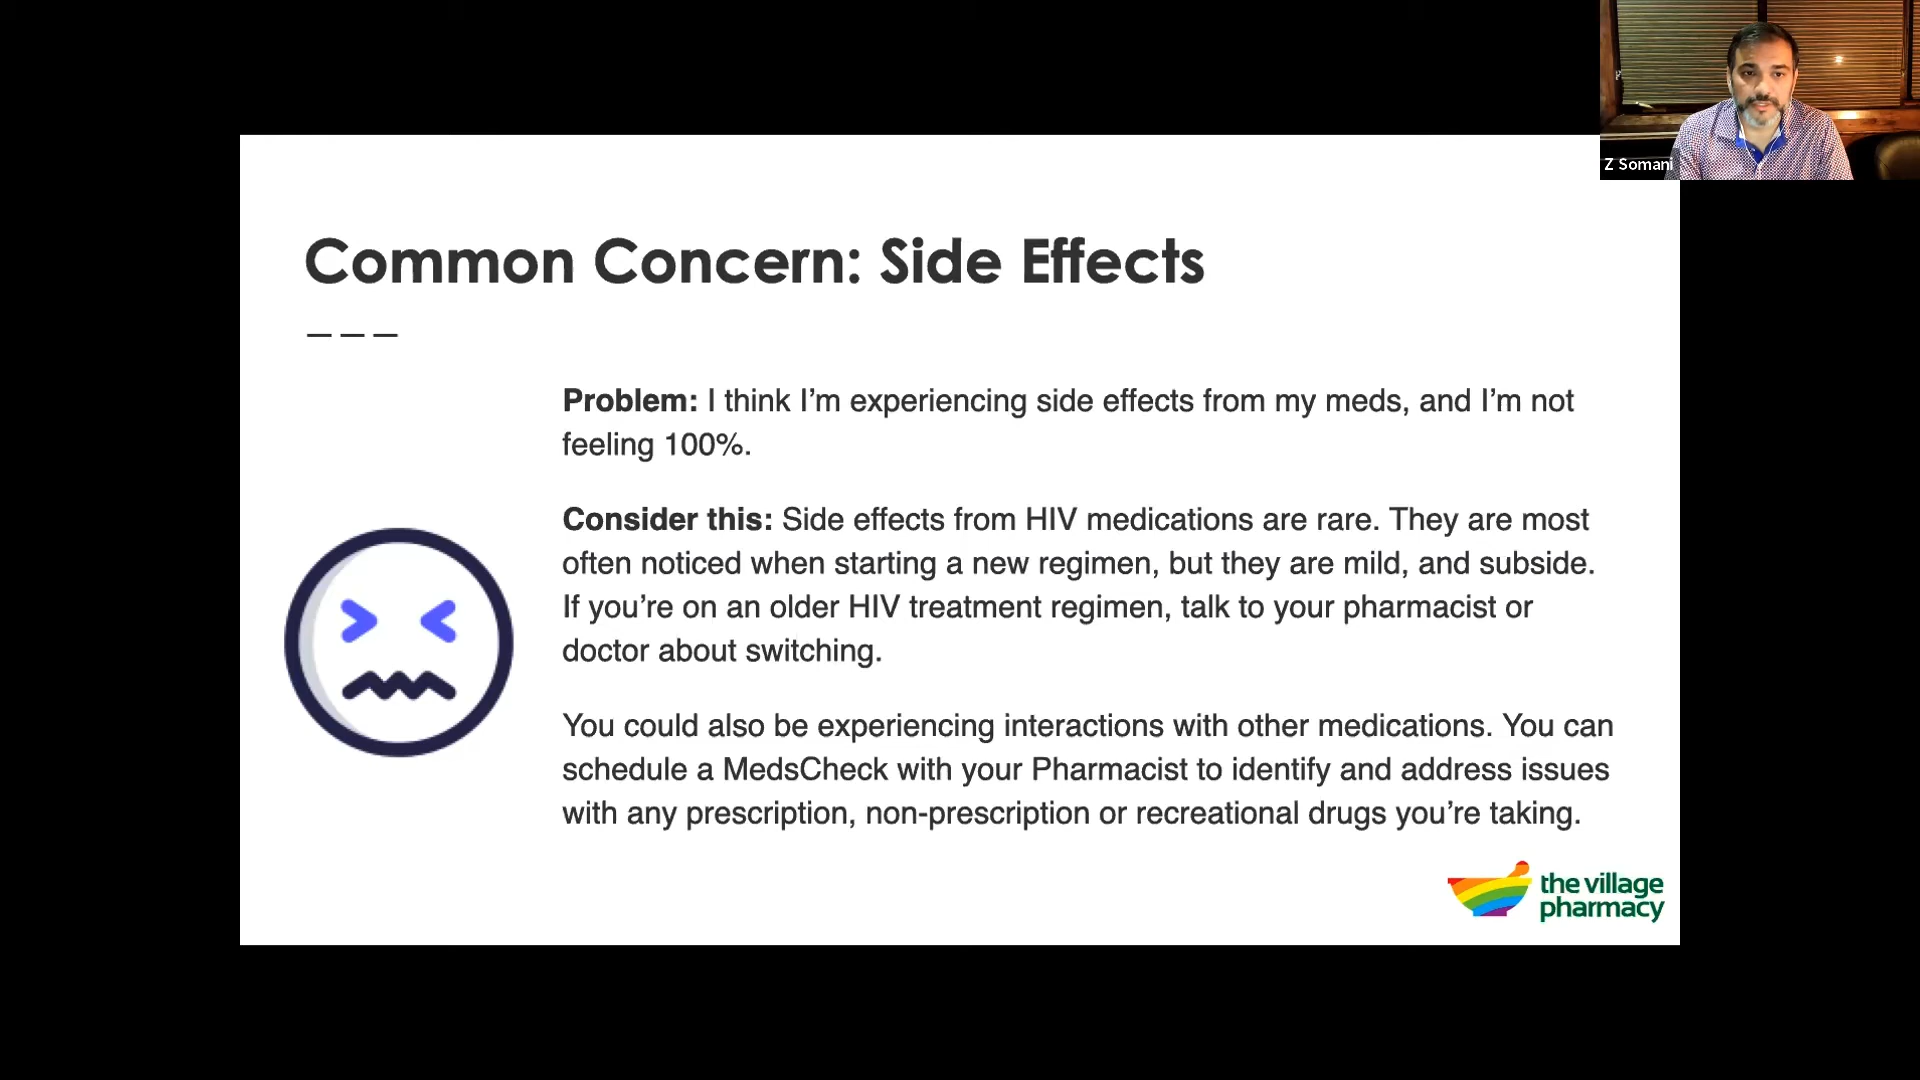 Z Somani
Common Concern: Side Effects
Problem: I think I’m experiencing side effects from my meds, and I’m not
feeling 100%.
Consider this: Side effects from HIV medications are rare. They are most
often noticed when starting a new regimen, but they are mild, and subside.
If you’re on an older HIV treatment regimen, talk to your pharmacist or
doctor about switching.
You could also be experiencing interactions with other medications. You can
schedule a MedsCheck with your Pharmacist to identify and address issues
with any prescription, non-prescription or recreational drugs you’re taking.
the village
pharmacy